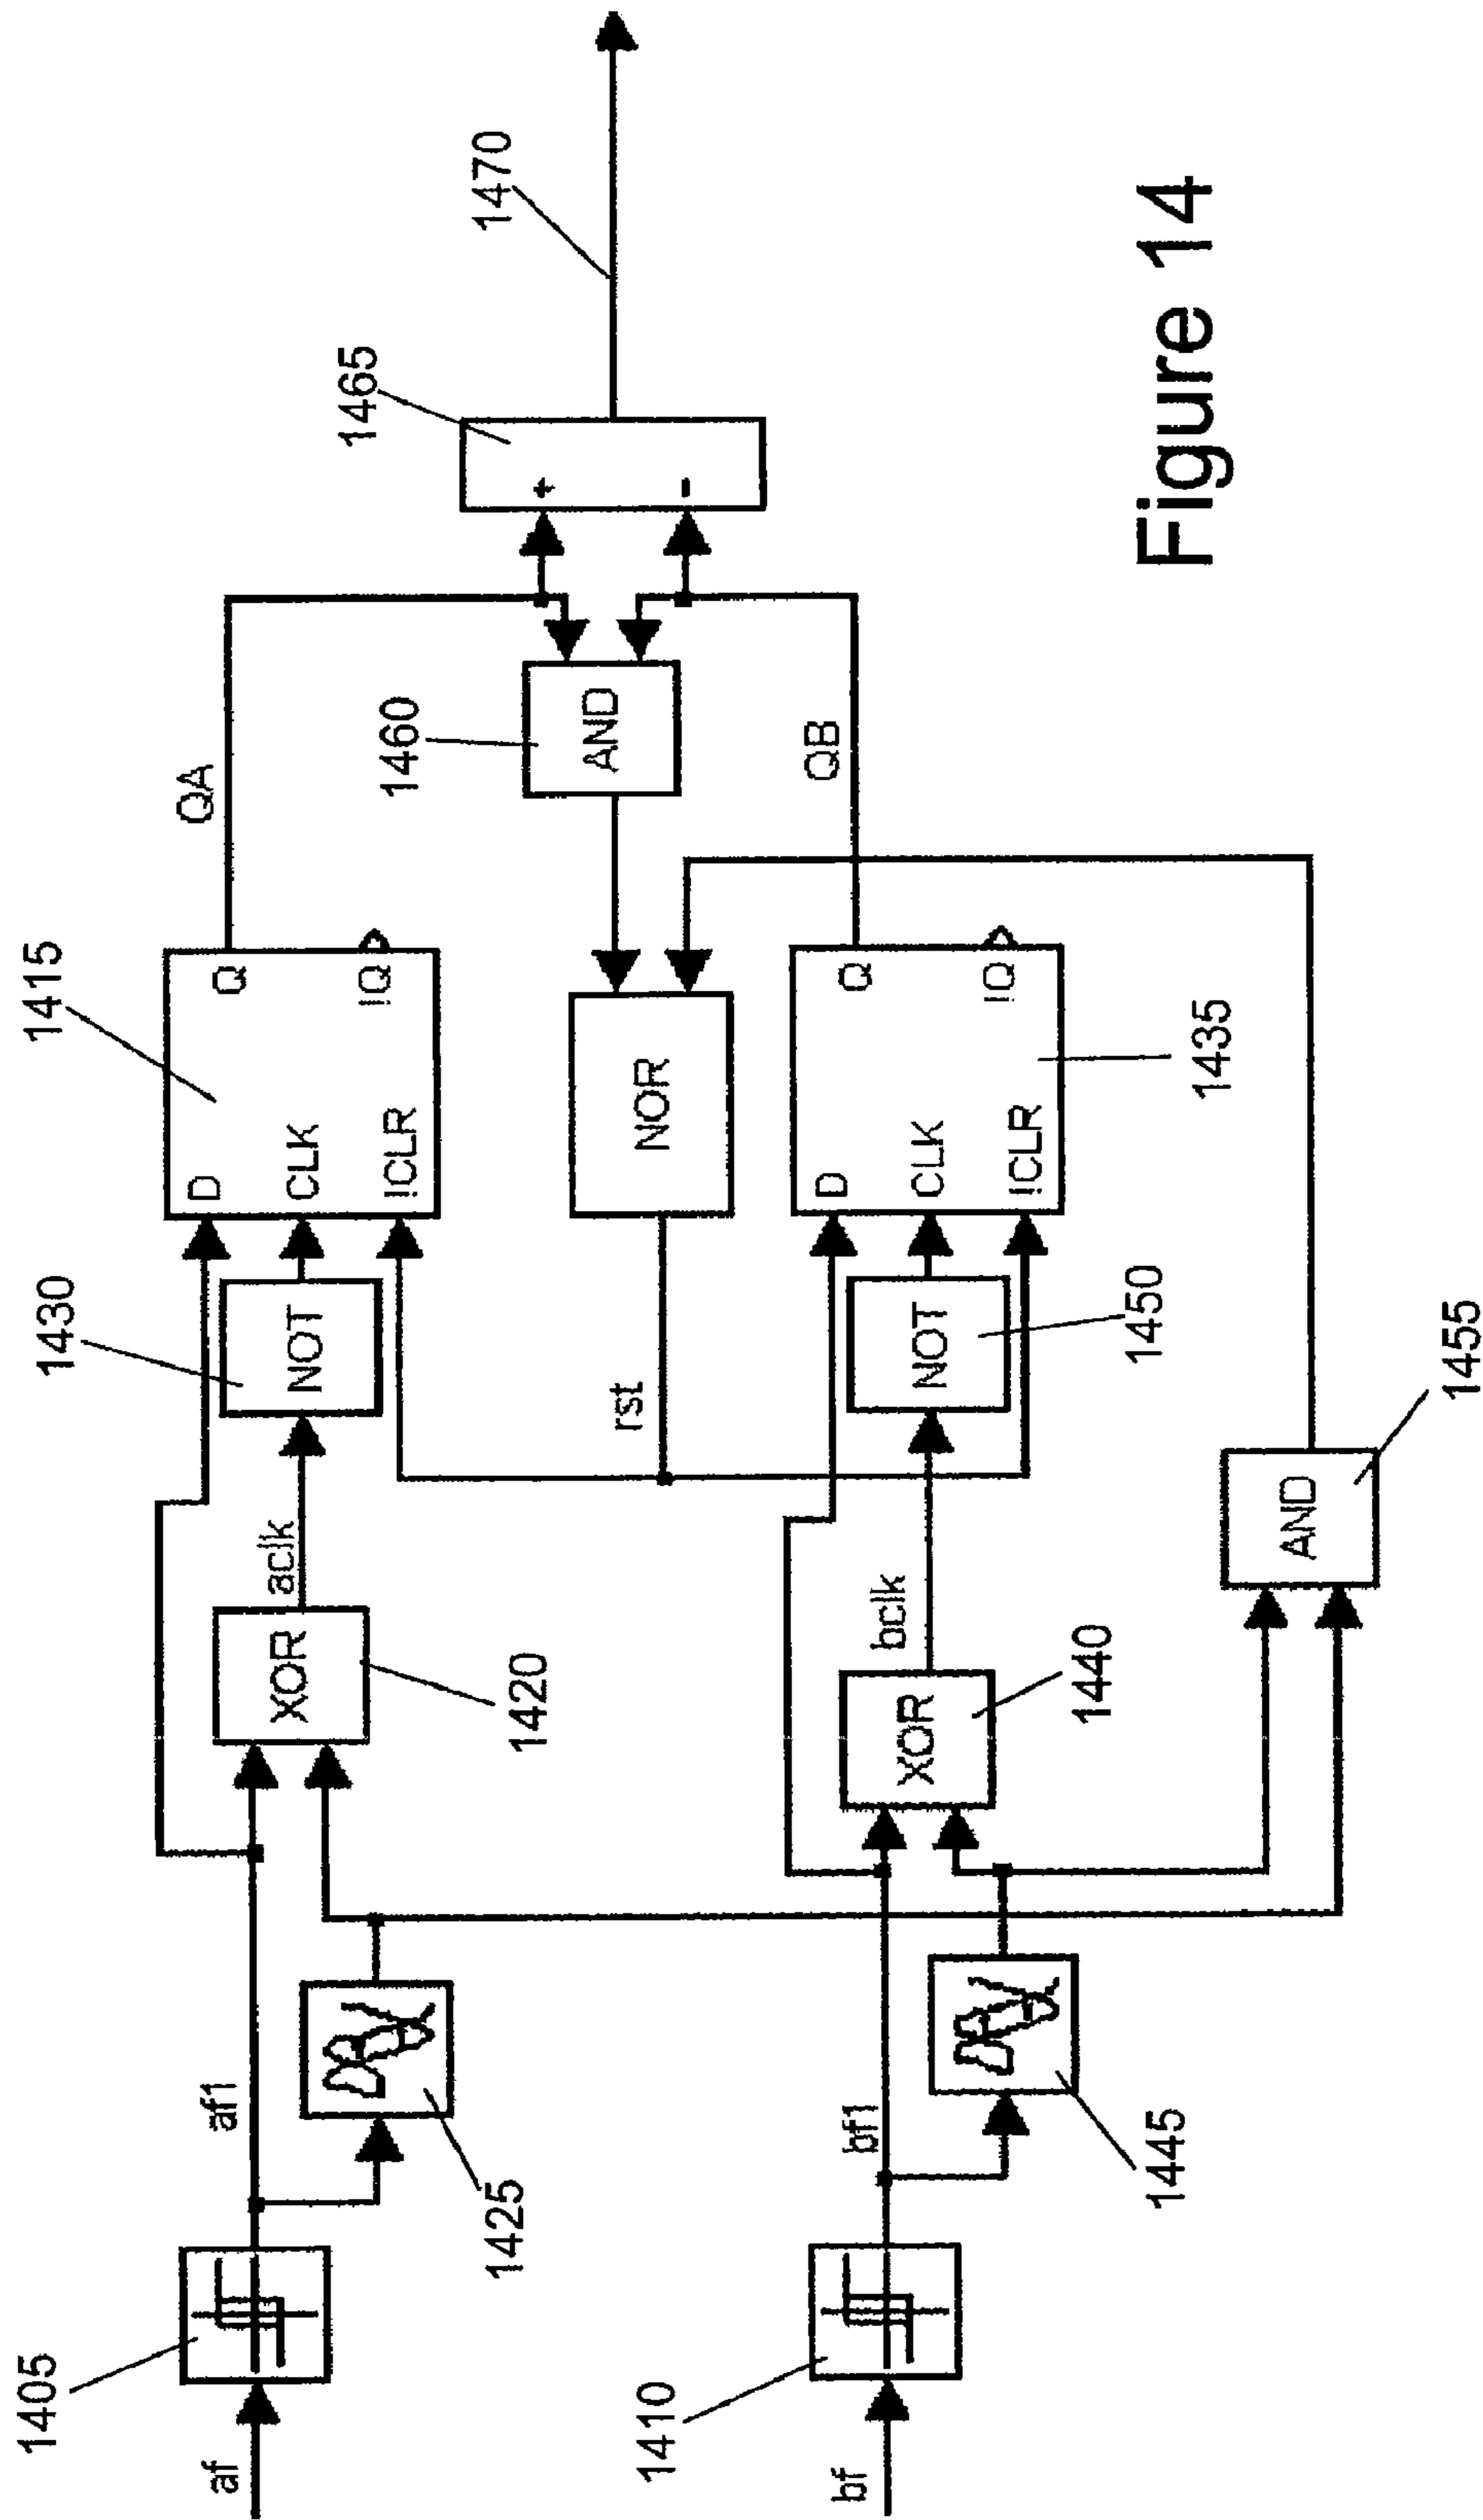 af
1405
af1
1425
XOR
1420
aclk
NOT
1430
D
CLK
!CLR
Q
!Q
1415
QA
bf
1410
bf1
1445
XOR
1440
bclk
NOT
1450
D
CLK
!CLR
Q
!Q
1435
QB
rst
NOR
AND
1460
AND
1455
+
-
1465
1470
Figure 14